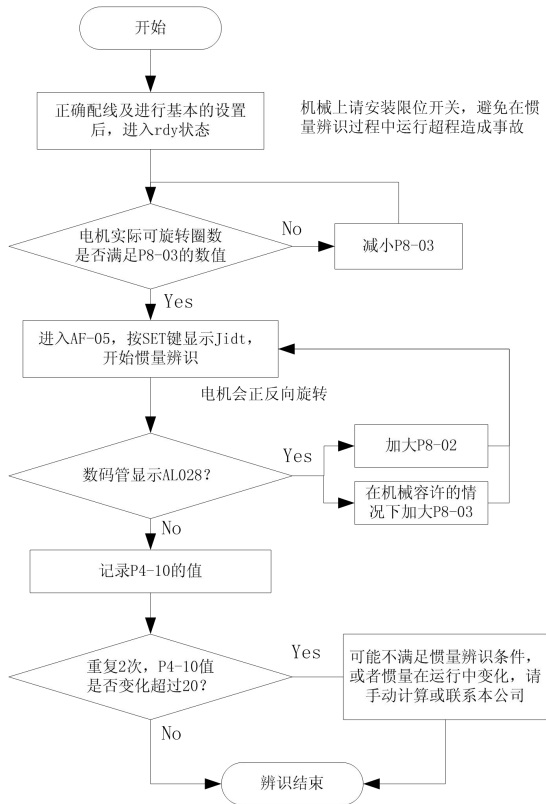 开始
正确配线及进行基本的设置
后，进入rdy状态
机械上请安装限位开关，避免在惯
量辨识过程中运行超程造成事故
电机实际可旋转圈数
是否满足P8-03的数值
No
减小P8-03
Yes
进入AF-05，按SET键显示Jidt，
开始惯量辨识
电机会正反向旋转
数码管显示AL028？
Yes
加大P8-02
在机械容许的情
况下加大P8-03
No
记录P4-10的值
重复2次，P4-10值
是否变化超过20？
Yes
可能不满足惯量辨识条件，
或者惯量在运行中变化，请
手动计算或联系本公司
No
辨识结束